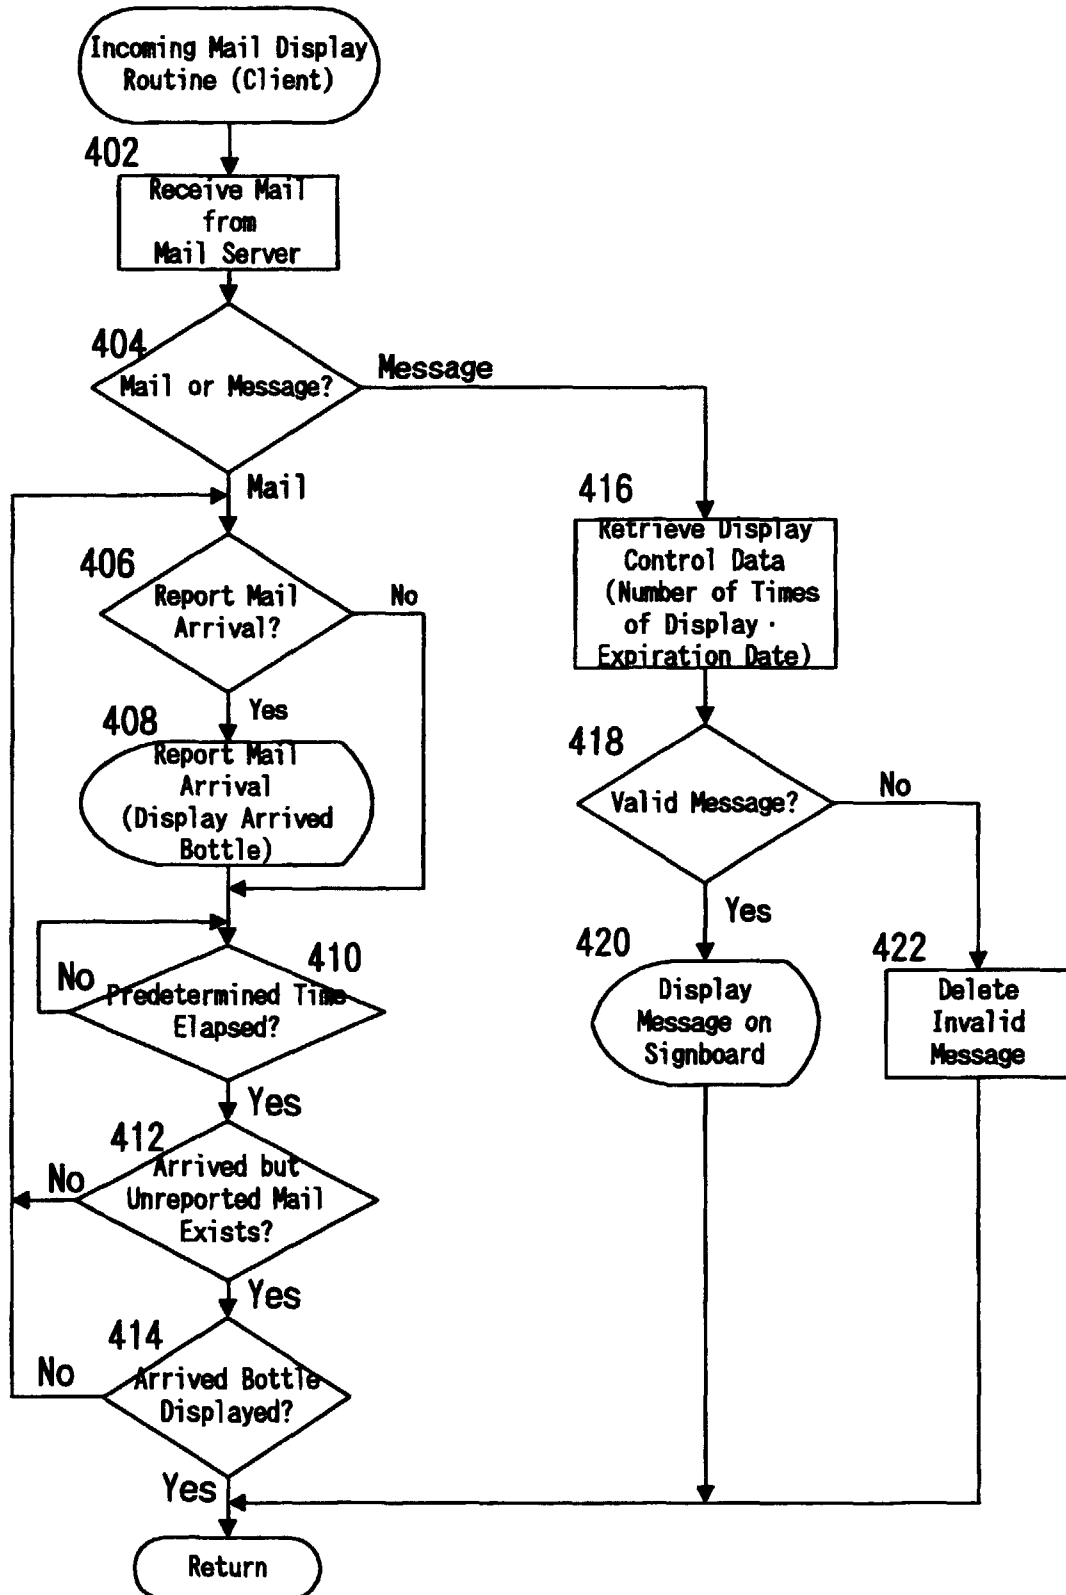 Incoming Mail Display
Routine (Client)
402
Receive Mail
from
Mail Server
404
Mail or Message?
Message
Mail
406
Report Mail
Arrival?
No
Yes
408
Report Mail
Arrival
(Display Arrived
Bottle)
410
No
Predetermined Time
Elapsed?
Yes
412
No
Arrived but
Unreported Mail
Exists?
Yes
414
No
Arrived Bottle
Displayed?
Yes
Return
416
Retrieve Display
Control Data
(Number of Times
of Display ·
Expiration Date)
418
Valid Message?
No
Yes
420
Display
Message on
Signboard
422
Delete
Invalid
Message